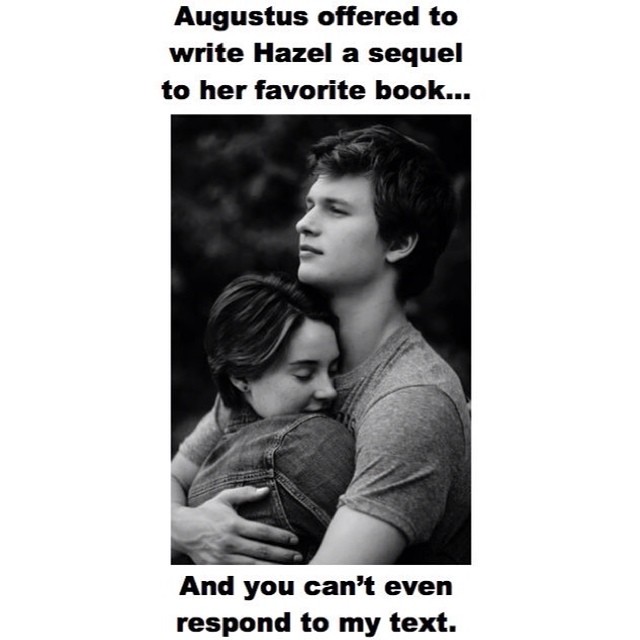 Augustus offered to
write Hazel a sequel
to her favorite book...
And you can't even
respond to my text.